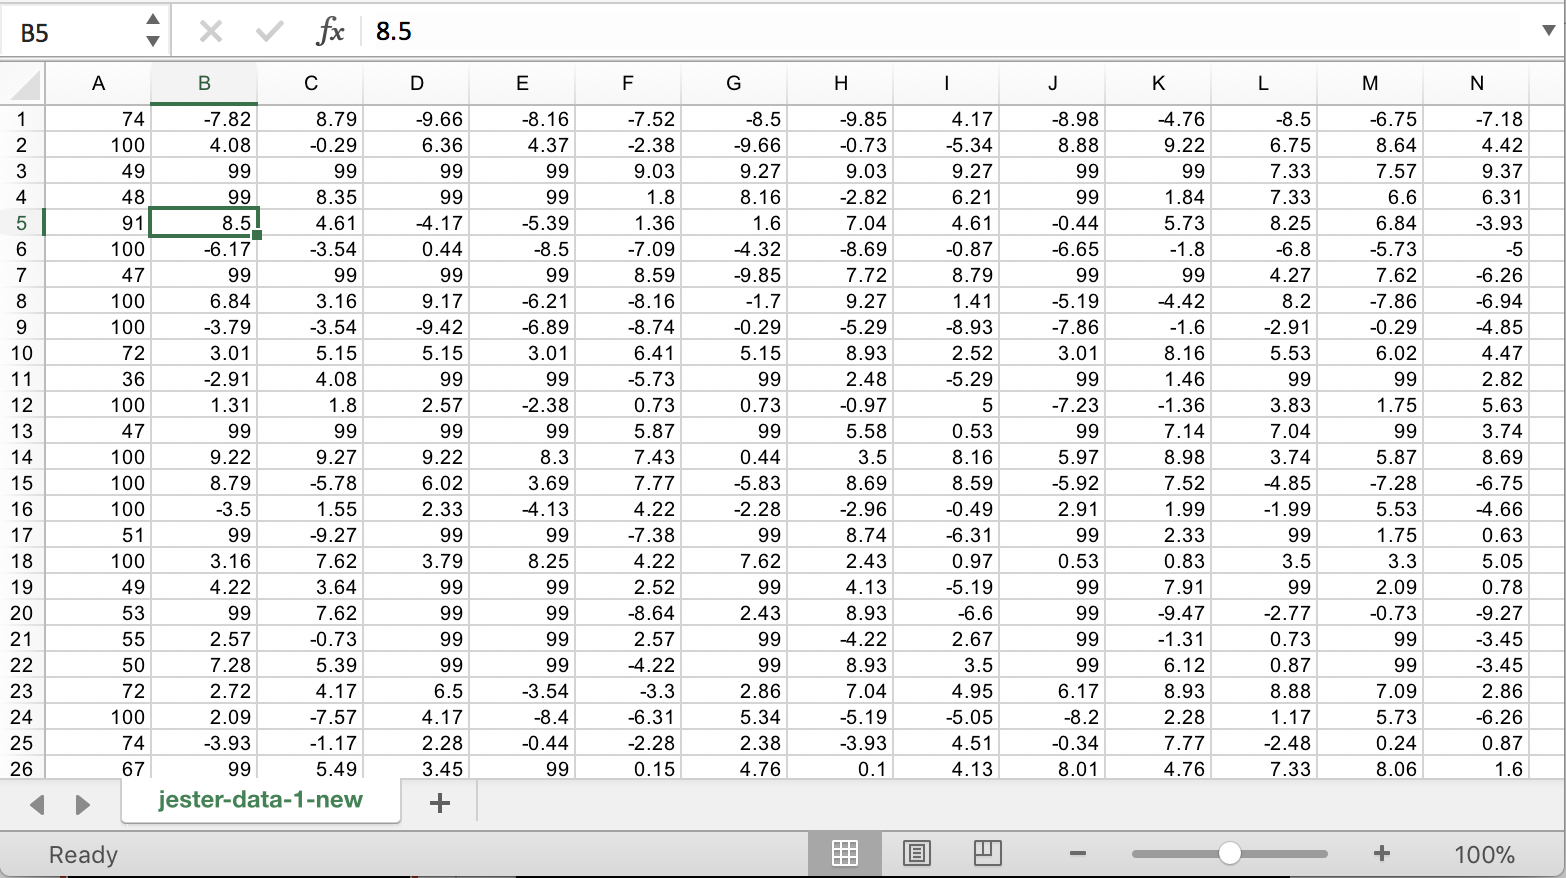 B5 fx 8.5
A B C D E F G H I J K L M N
1 74 -7.82 8.79 -9.66 -8.16 -7.52 -8.5 -9.85 4.17 -8.98 -4.76 -8.5 -6.75 -7.18
2 100 4.08 -0.29 6.36 4.37 -2.38 -9.66 -0.73 -5.34 8.88 9.22 6.75 8.64 4.42
3 49 99 99 99 99 9.03 9.27 9.03 9.27 99 99 7.33 7.57 9.37
4 48 99 8.35 99 99 1.8 8.16 -2.82 6.21 99 1.84 7.33 6.6 6.31
5 91 8.5 4.61 -4.17 -5.39 1.36 1.6 7.04 4.61 -0.44 5.73 8.25 6.84 -3.93
6 100 -6.17 -3.54 0.44 -8.5 -7.09 -4.32 -8.69 -0.87 -6.65 -1.8 -6.8 -5.73 -5
7 47 99 99 99 99 8.59 -9.85 7.72 8.79 99 99 4.27 7.62 -6.26
8 100 6.84 3.16 9.17 -6.21 -8.16 -1.7 9.27 1.41 -5.19 -4.42 8.2 -7.86 -6.94
9 100 -3.79 -3.54 -9.42 -6.89 -8.74 -0.29 -5.29 -8.93 -7.86 -1.6 -2.91 -0.29 -4.85
10 72 3.01 5.15 5.15 3.01 6.41 5.15 8.93 2.52 3.01 8.16 5.53 6.02 4.47
11 36 -2.91 4.08 99 99 -5.73 99 2.48 -5.29 99 1.46 99 99 2.82
12 100 1.31 1.8 2.57 -2.38 0.73 0.73 -0.97 5 -7.23 -1.36 3.83 1.75 5.63
13 47 99 99 99 99 5.87 99 5.58 0.53 99 7.14 7.04 99 3.74
14 100 9.22 9.27 9.22 8.3 7.43 0.44 3.5 8.16 5.97 8.98 3.74 5.87 8.69
15 100 8.79 -5.78 6.02 3.69 7.77 -5.83 8.69 8.59 -5.92 7.52 -4.85 -7.28 -6.75
16 100 -3.5 1.55 2.33 -4.13 4.22 -2.28 -2.96 -0.49 2.91 1.99 -1.99 5.53 -4.66
17 51 99 -9.27 99 99 -7.38 99 8.74 -6.31 99 2.33 99 1.75 0.63
18 100 3.16 7.62 3.79 8.25 4.22 7.62 2.43 0.97 0.53 0.83 3.5 3.3 5.05
19 49 4.22 3.64 99 99 2.52 99 4.13 -5.19 99 7.91 99 2.09 0.78
20 53 99 7.62 99 99 -8.64 2.43 8.93 -6.6 99 -9.47 -2.77 -0.73 -9.27
21 55 2.57 -0.73 99 99 2.57 99 -4.22 2.67 99 -1.31 0.73 99 -3.45
22 50 7.28 5.39 99 99 -4.22 99 8.93 3.5 99 6.12 0.87 99 -3.45
23 72 2.72 4.17 6.5 -3.54 -3.3 2.86 7.04 4.95 6.17 8.93 8.88 7.09 2.86
24 100 2.09 -7.57 4.17 -8.4 -6.31 5.34 -5.19 -5.05 -8.2 2.28 1.17 5.73 -6.26
25 74 -3.93 -1.17 2.28 -0.44 -2.28 2.38 -3.93 4.51 -0.34 7.77 -2.48 0.24 0.87
26 67 99 5.49 3.45 99 0.15 4.76 0.1 4.13 8.01 4.76 7.33 8.06 1.6
jester-data-1-new +
Ready 100%